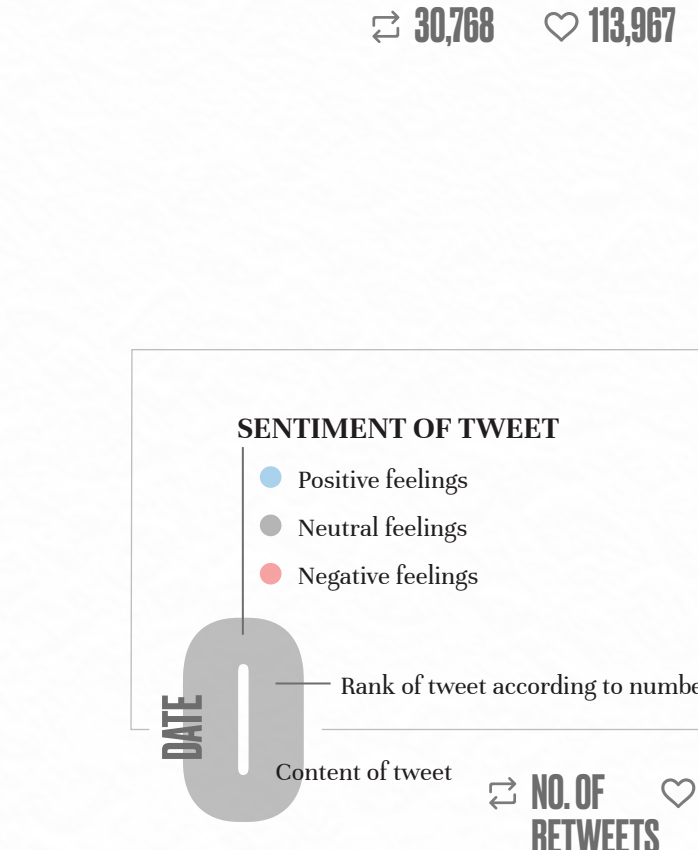 30,768 113,967
SENTIMENT OF TWEET
Positive feelings
Neutral feelings
Negative feelings
0
Rank of tweet according to numbe
DATE
Content of tweet
NO. OF
RETWEETS